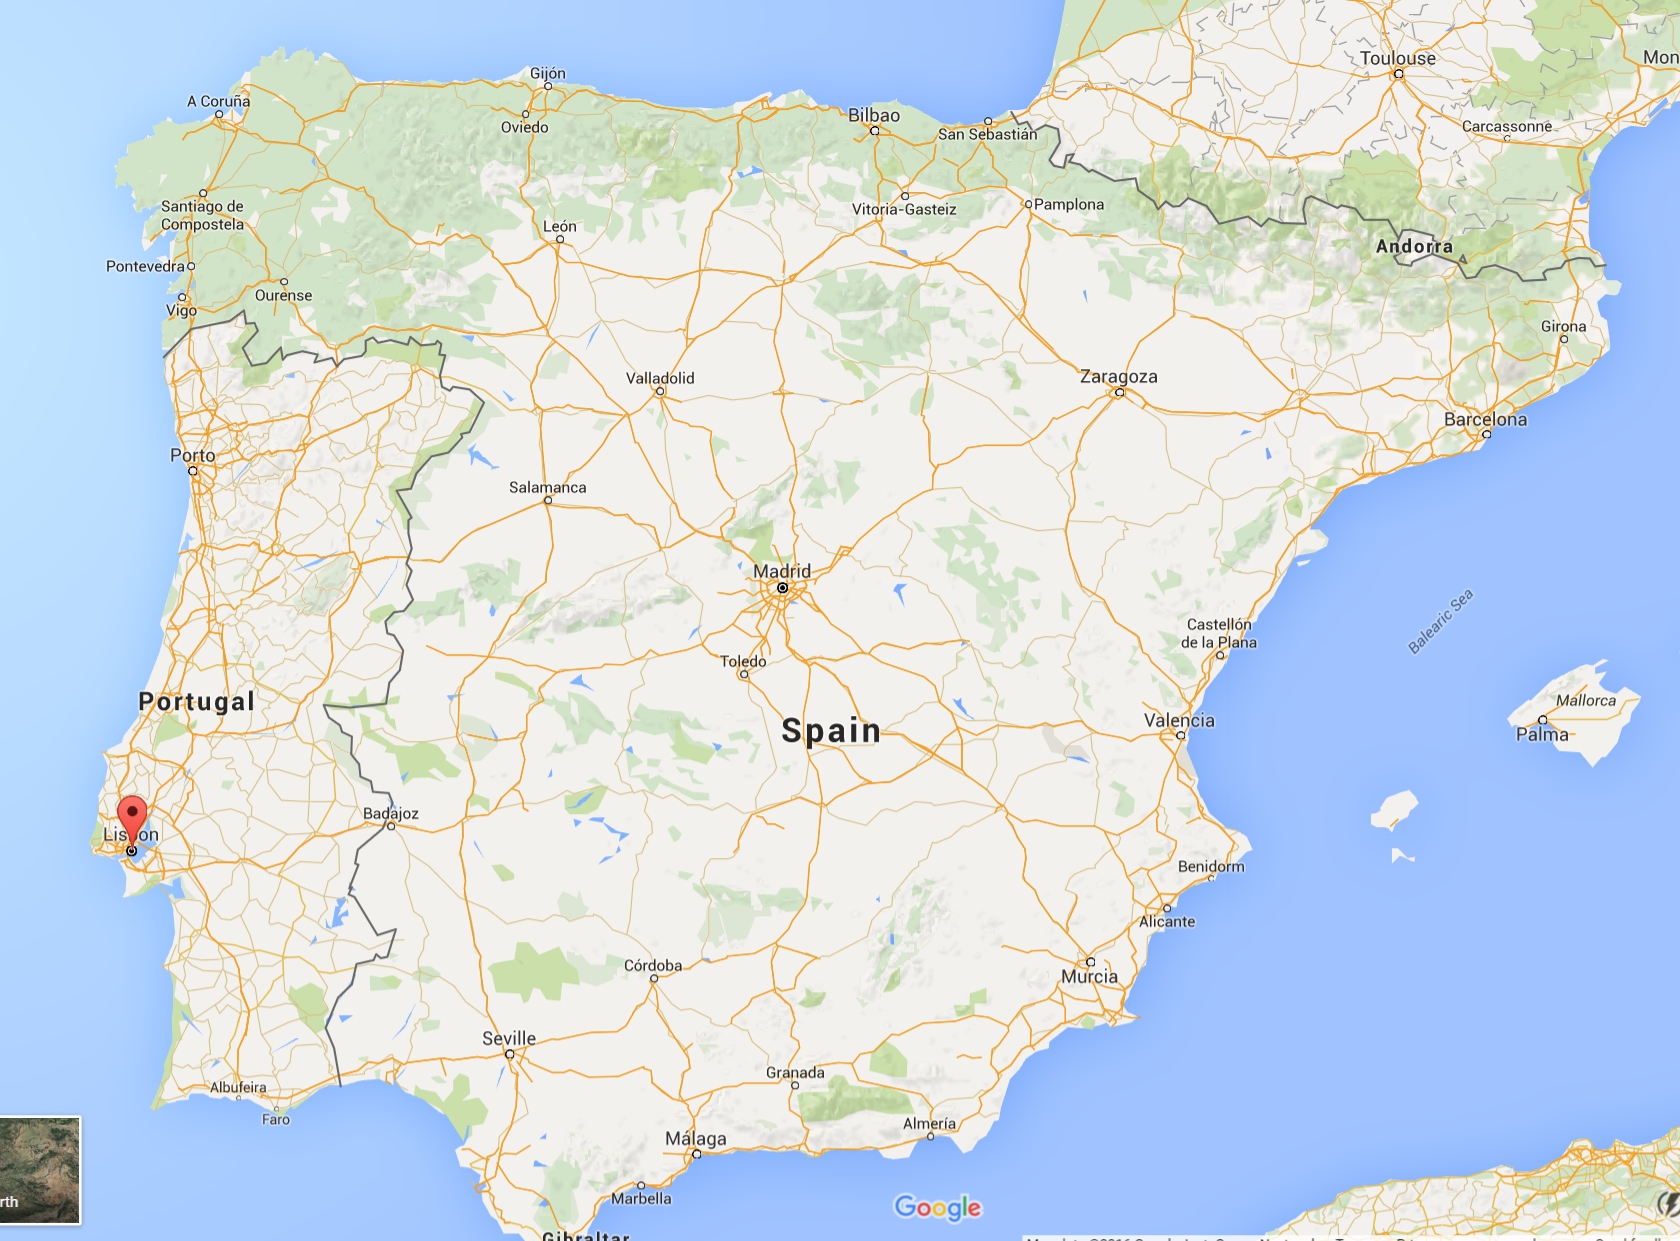 Toulouse
Mon
Gijón
A Coruña
Oviedo
Bilbao
San Sebastián
Carcassonne
Santiago de
Compostela
Vitoria-Gasteiz
Pamplona
León
Andorra
Pontevedra
Ourense
Vigo
Girona
Valladolid
Zaragoza
Barcelona
Porto
Salamanca
Madrid
Balearic Sea
Castellón
de la Plana
Toledo
Portugal
Spain
Valencia
Mallorca
Palma
Badajoz
Lisbon
Benidorm
Alicante
Córdoba
Murcia
Seville
Granada
Albufeira
Faro
Almería
Málaga
Marbella
rth
Google
Gibraltar